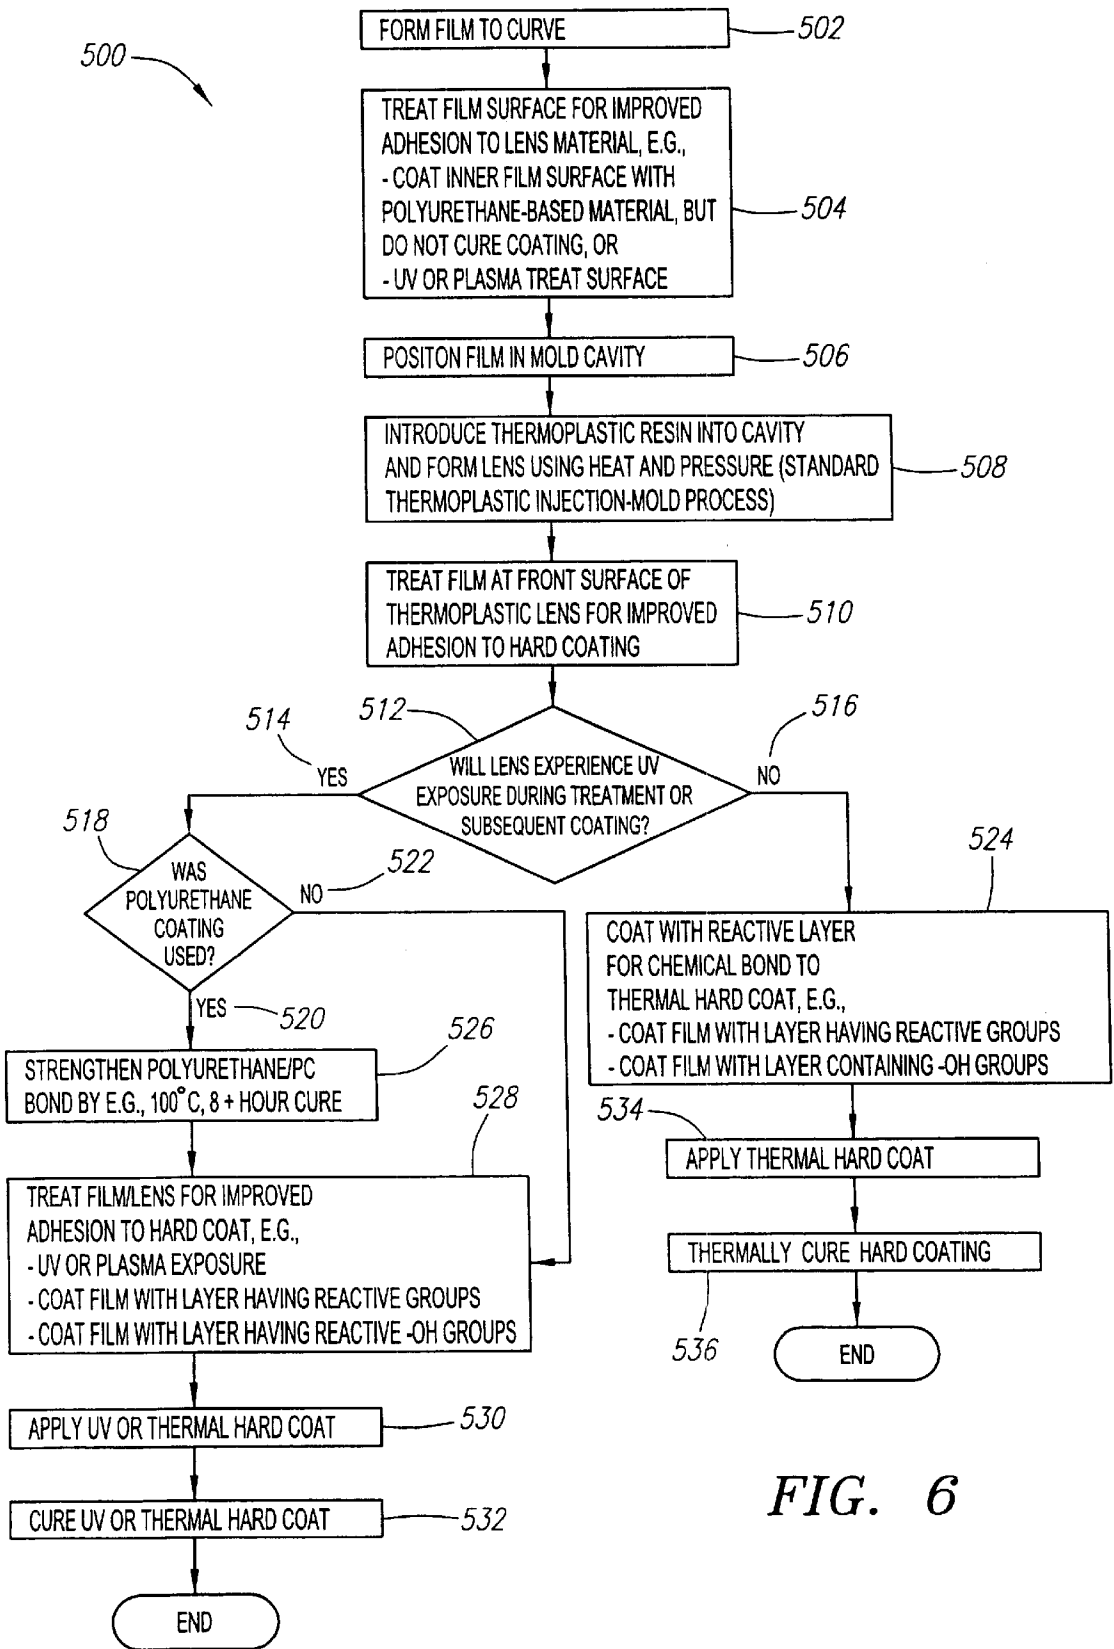 FORM FILM TO CURVE
502
500
TREAT FILM SURFACE FOR IMPROVED
ADHESION TO LENS MATERIAL, E.G.,
- COAT INNER FILM SURFACE WITH
POLYURETHANE-BASED MATERIAL, BUT
DO NOT CURE COATING, OR
- UV OR PLASMA TREAT SURFACE
504
POSITON FILM IN MOLD CAVITY
506
INTRODUCE THERMOPLASTIC RESIN INTO CAVITY
AND FORM LENS USING HEAT AND PRESSURE (STANDARD
THERMOPLASTIC INJECTION-MOLD PROCESS)
508
TREAT FILM AT FRONT SURFACE OF
THERMOPLASTIC LENS FOR IMPROVED
ADHESION TO HARD COATING
510
512
514
516
YES
NO
WILL LENS EXPERIENCE UV
EXPOSURE DURING TREATMENT OR
SUBSEQUENT COATING?
518
WAS
POLYURETHANE
COATING
USED?
522
NO
YES
520
524
COAT WITH REACTIVE LAYER
FOR CHEMICAL BOND TO
THERMAL HARD COAT, E.G.,
- COAT FILM WITH LAYER HAVING REACTIVE GROUPS
- COAT FILM WITH LAYER CONTAINING -OH GROUPS
526
STRENGTHEN POLYURETHANE/PC
BOND BY E.G., 100°C, 8 + HOUR CURE
528
TREAT FILM/LENS FOR IMPROVED
ADHESION TO HARD COAT, E.G.,
- UV OR PLASMA EXPOSURE
- COAT FILM WITH LAYER HAVING REACTIVE GROUPS
- COAT FILM WITH LAYER HAVING REACTIVE -OH GROUPS
534
APPLY THERMAL HARD COAT
THERMALLY CURE HARD COATING
536
END
APPLY UV OR THERMAL HARD COAT
530
CURE UV OR THERMAL HARD COAT
532
END
FIG. 6